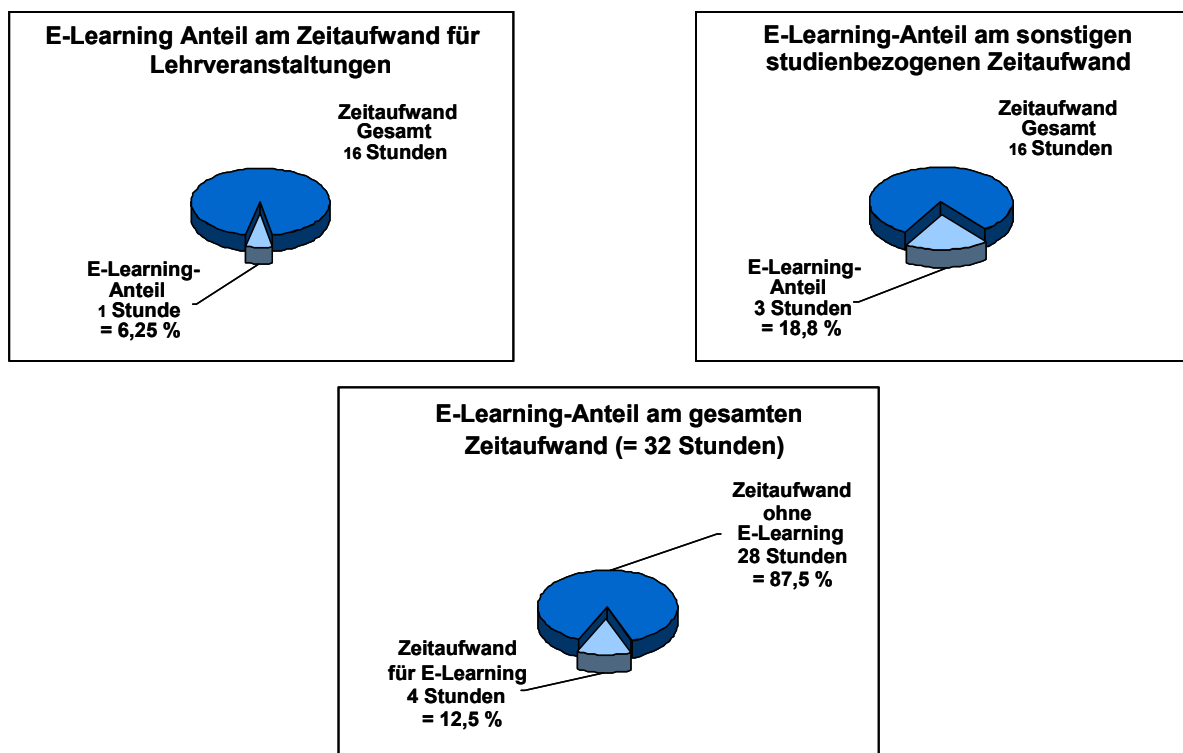 E-Learning Anteil am Zeitaufwand für
Lehrveranstaltungen
Zeitaufwand
Gesamt
16 Stunden
E-Learning-
Anteil
1 Stunde
= 6,25 %
E-Learning-Anteil am sonstigen
studienbezogenen Zeitaufwand
Zeitaufwand
Gesamt
16 Stunden
E-Learning-
Anteil
3 Stunden
= 18,8 %
E-Learning-Anteil am gesamten
Zeitaufwand (= 32 Stunden)
Zeitaufwand
ohne
E-Learning
28 Stunden
= 87,5 %
Zeitaufwand
für E-Learning
4 Stunden
= 12,5 %